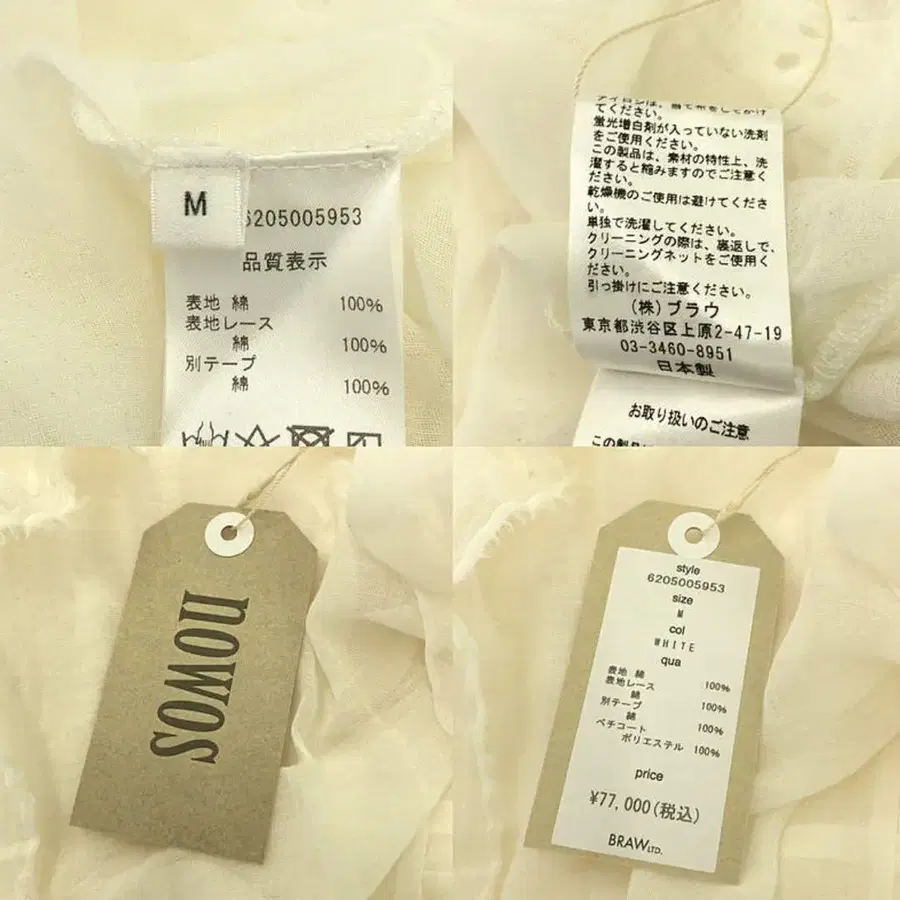 M
6205005953
品質表示
表地 綿 100%
表地レース
綿 100%
別テープ
綿 100%
てください。
蛍光増白剤が入っていない洗剤
をご使用ください。
この製品は、素材の特性上、洗
濯すると縮みますのでご注意く
ださい。
乾燥機のご使用は避けてくださ
い。
単独で洗濯してください。
クリーニングの際は、裏返しで、
クリーニングネットをご使用く
ださい。
引っ掛けにご注意ください。
(株)ブラウ
東京都渋谷区上原2-47-19
03-3460-8951
日本製
お取り扱いのご注意
この製品
nowos
style
6205005953
size
M
col
WHITE
qua
表地 綿 100%
表地レース
綿 100%
別テープ
綿 100%
ペチコート
ポリエステル 100%
price
¥77,000(税込)
BRAW LTD.